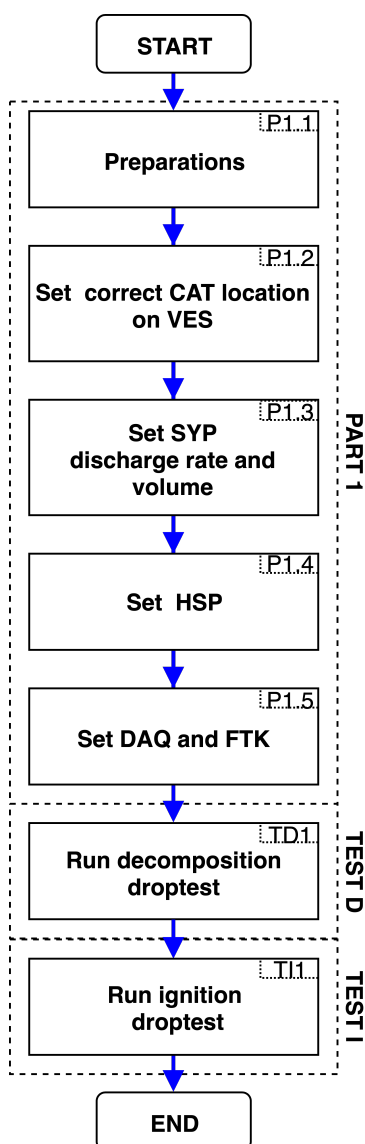 START
P1.1
Preparations
P1.2
Set correct CAT location
on VES
P1.3
Set SYP
discharge rate and
volume
PART 1
P1.4
Set HSP
P1.5
Set DAQ and FTK
TD1
Run decomposition
droptest
TEST D
TI1
Run ignition
droptest
TEST I
END